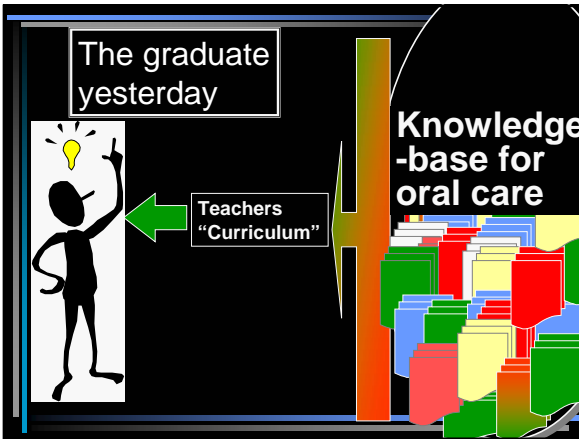 The graduate
yesterday
Knowledge
-base for
oral care
Teachers
“Curriculum”